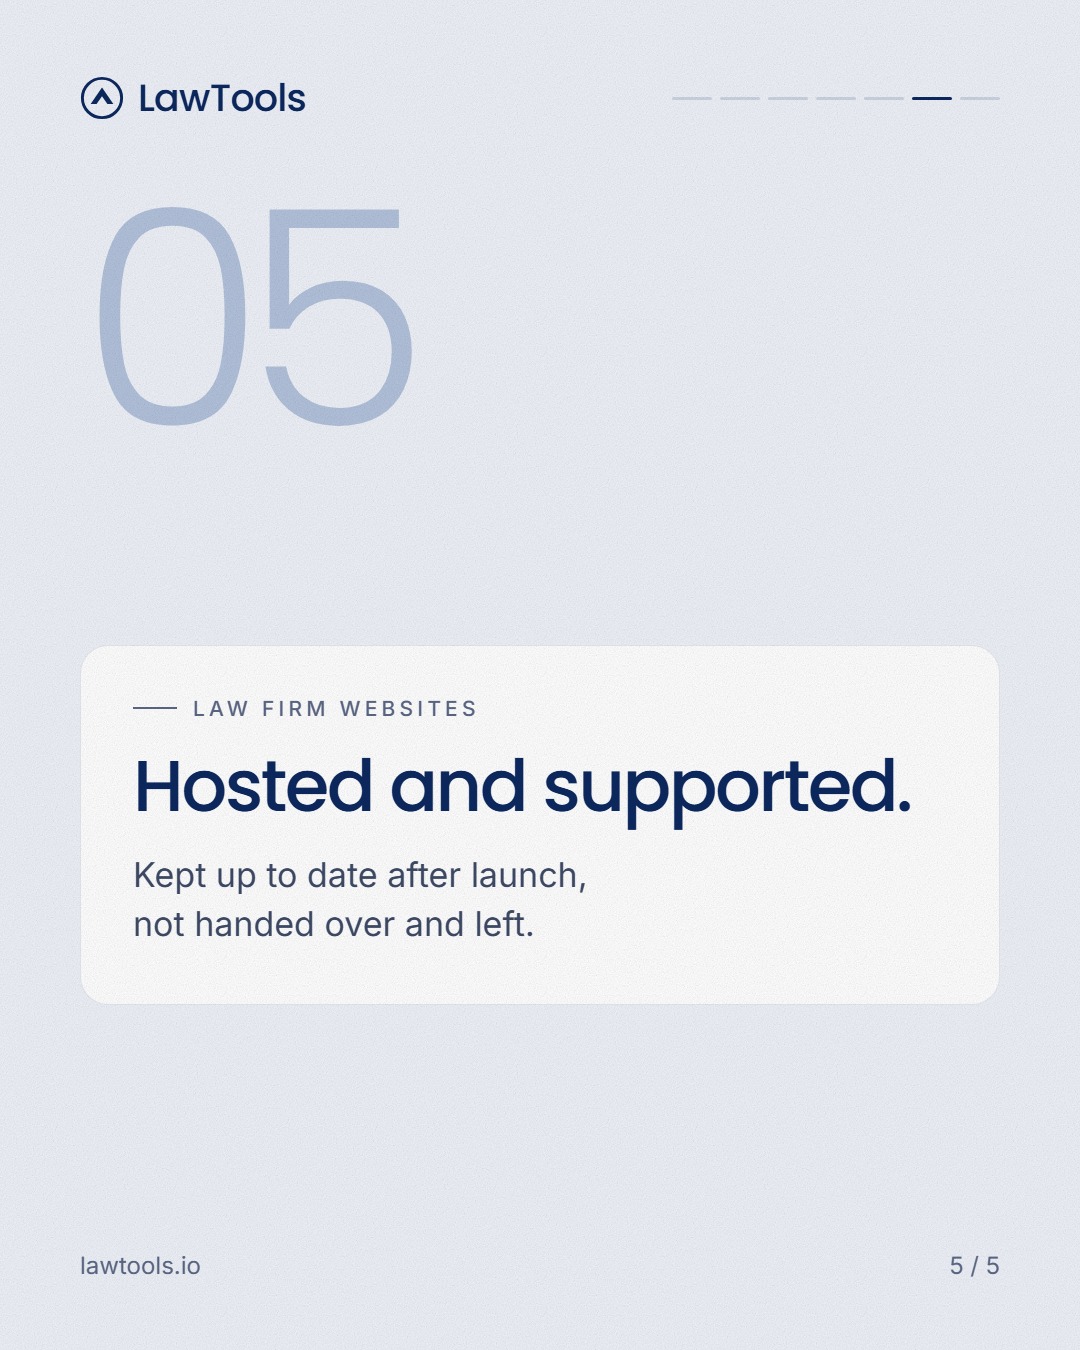 LawTools
05
LAW FIRM WEBSITES
Hosted and supported.
Kept up to date after launch,
not handed over and left.
lawtools.io
5 / 5